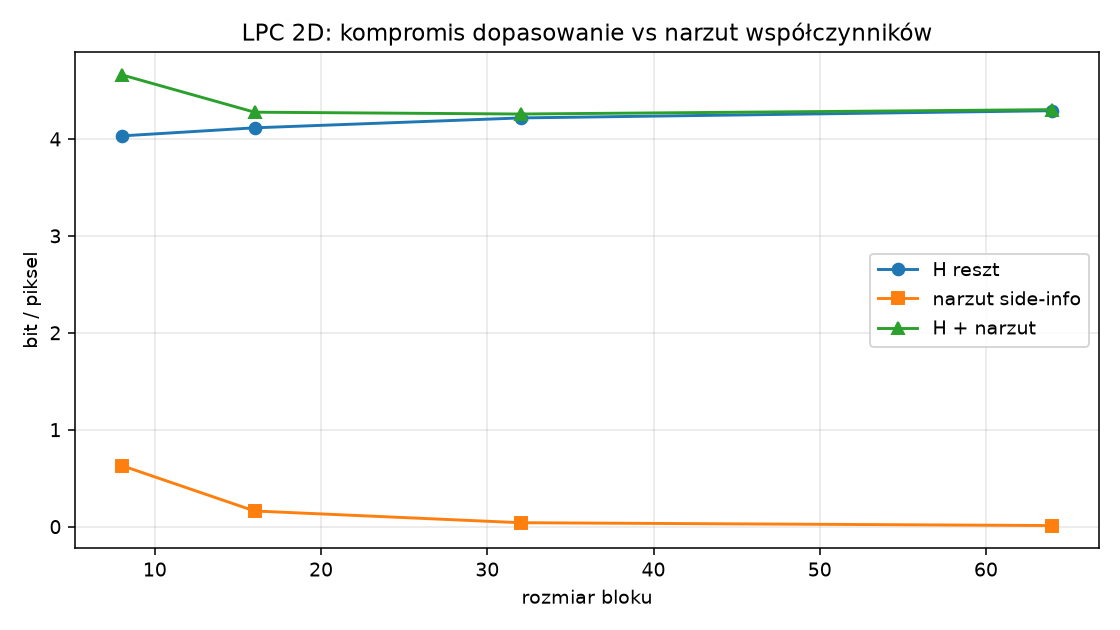 LPC 2D: kompromis dopasowanie vs narzut współczynników
bit / piksel
4
3
2
1
0
H reszt
narzut side-info
H + narzut
10 20 30 40 50 60
rozmiar bloku